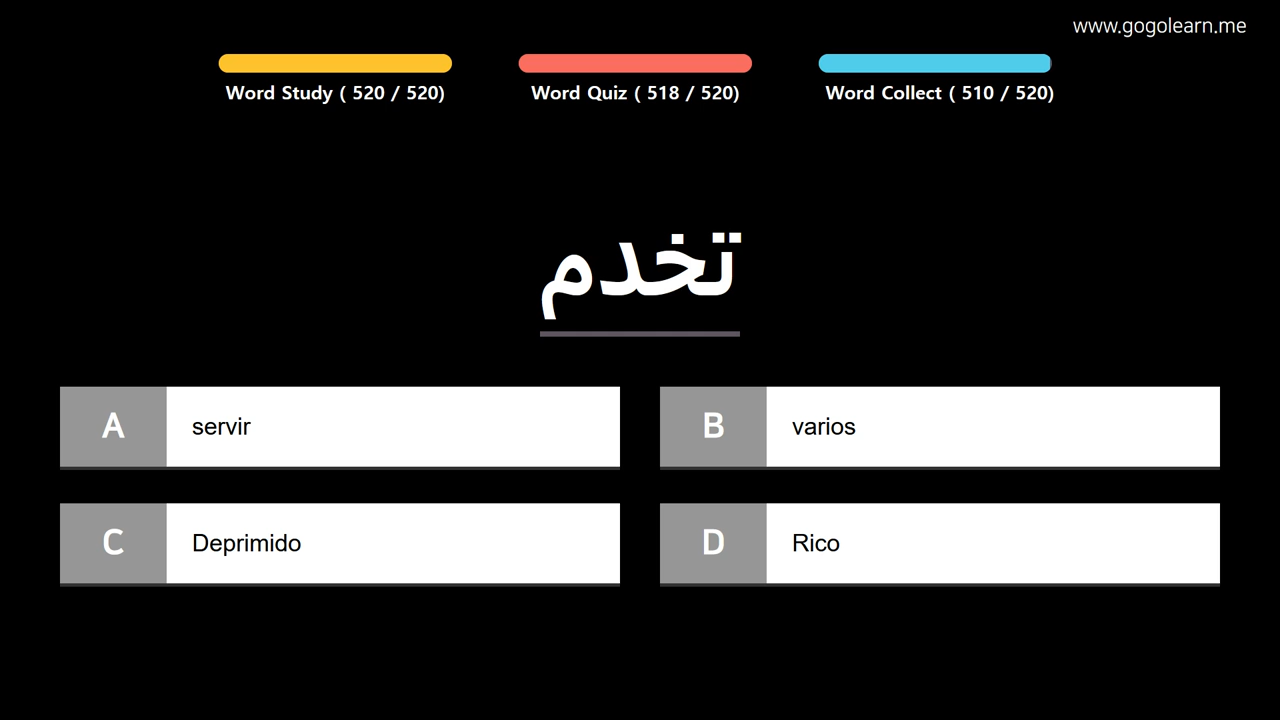 www.gogolearn.me
Word Study ( 520 / 520)
Word Quiz ( 518 / 520)
Word Collect ( 510 / 520)
تخدم
A
servir
B
varios
C
Deprimido
D
Rico